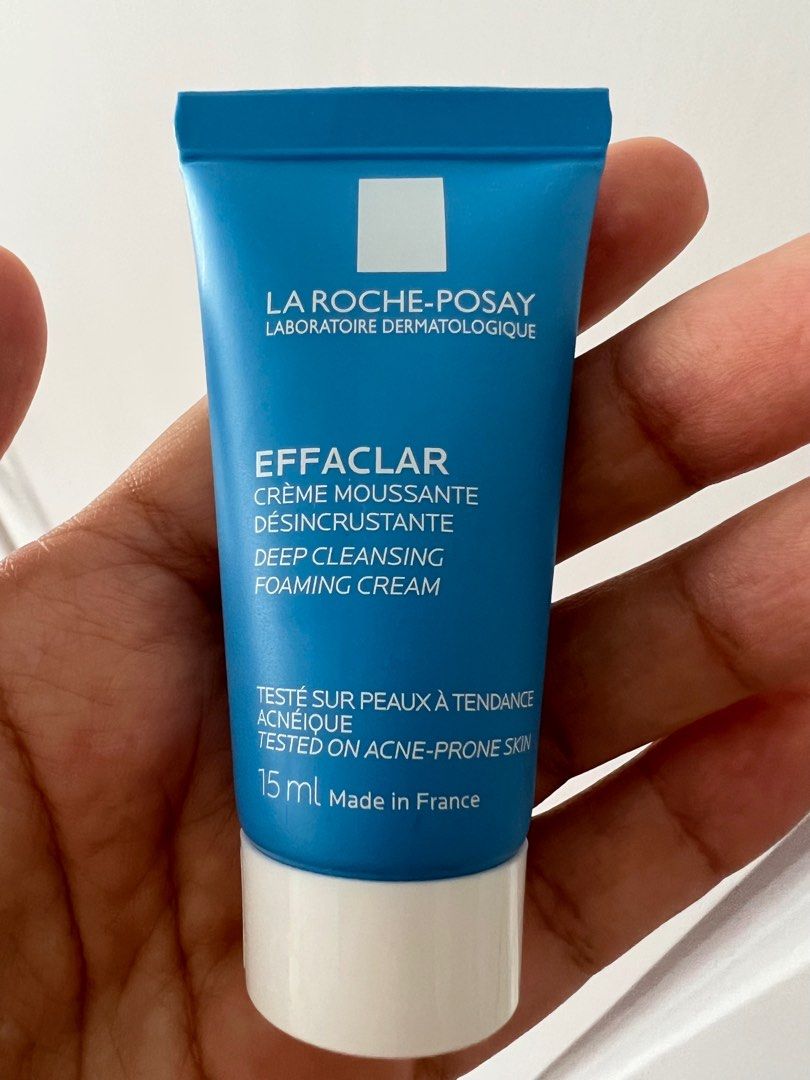 LA ROCHE-POSAY
LABORATOIRE DERMATOLOGIQUE
EFFACLAR
CRÈME MOUSSANTE
DÉSINCRUSTANTE
DEEP CLEANSING
FOAMING CREAM
TESTÉ SUR PEAUX À TENDANCE
ACNÉIQUE
TESTED ON ACNE-PRONE SKIN
15 ml Made in France